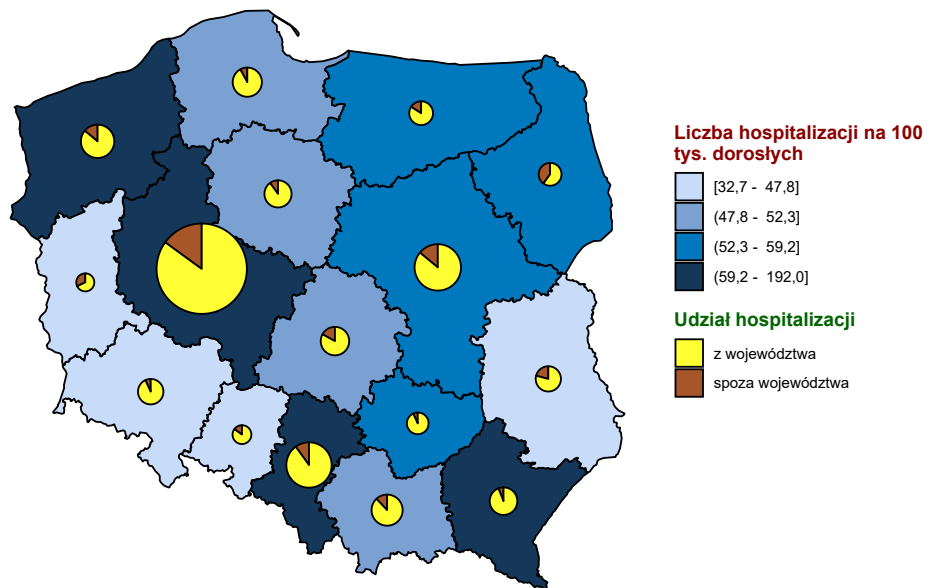 Liczba hospitalizacji na 100
tys. dorosłych
[32,7 - 47,8]
(47,8 - 52,3]
(52,3 - 59,2]
(59,2 - 192,0]
Udział hospitalizacji
z województwa
spoza województwa